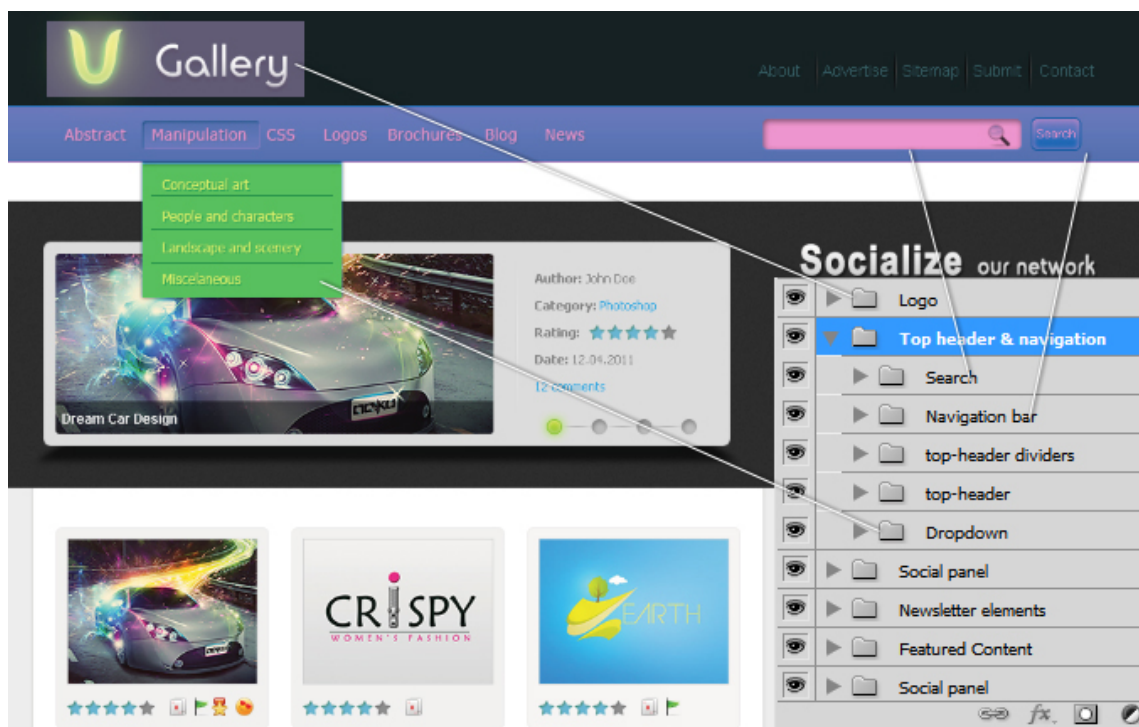 Gallery
About Advertise Sitemap Submit Contact
Abstract Manipulation CSS Logos Brochures Blog News
Search
Conceptual art
People and characters
Landscape and scenery
Miscelaneous
Author: John Doe
Category: Photoshop
Rating:
Date: 12.04.2011
12 comments
Dream Car Design
Socialize our network
Logo
Top header & navigation
Search
Navigation bar
top-header dividers
top-header
Dropdown
Social panel
Newsletter elements
Featured Content
Social panel
fx.
CRISPY
WOMEN'S FASHION
EARTH